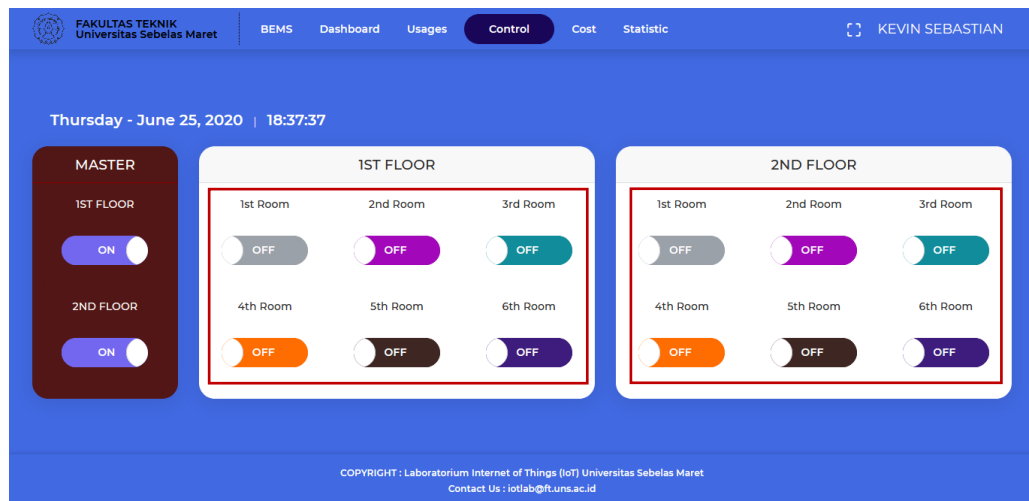 FAKULTAS TEKNIK
Universitas Sebelas Maret
BEMS Dashboard Usages Control Cost Statistic
KEVIN SEBASTIAN
Thursday - June 25, 2020 | 18:37:37
MASTER
1ST FLOOR
ON
2ND FLOOR
ON
1ST FLOOR
1st Room 2nd Room 3rd Room
OFF OFF OFF
4th Room 5th Room 6th Room
OFF OFF OFF
2ND FLOOR
1st Room 2nd Room 3rd Room
OFF OFF OFF
4th Room 5th Room 6th Room
OFF OFF OFF
COPYRIGHT : Laboratorium Internet of Things (IoT) Universitas Sebelas Maret
Contact Us : iotlab@ft.uns.ac.id